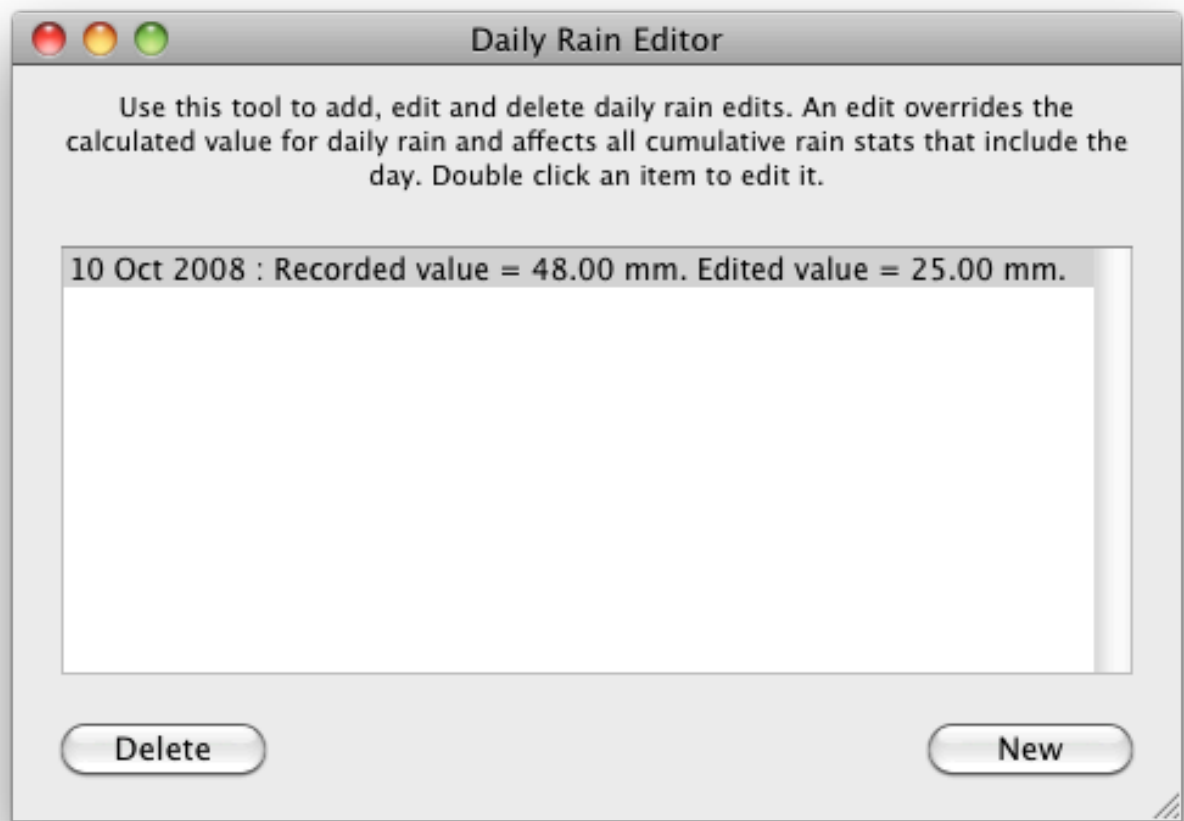 Daily Rain Editor
Use this tool to add, edit and delete daily rain edits. An edit overrides the
calculated value for daily rain and affects all cumulative rain stats that include the
day. Double click an item to edit it.
10 Oct 2008 : Recorded value = 48.00 mm. Edited value = 25.00 mm.
Delete
New